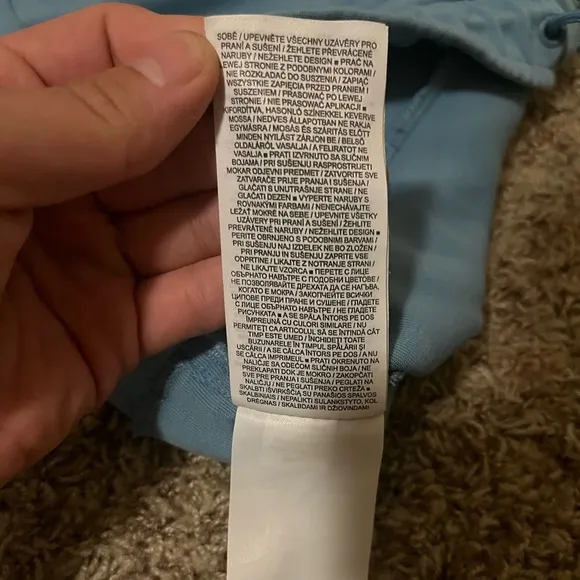 SOBĚ / UPEVNĚTE VŠECHNY UZÁVĚRY PRO
PRANÍ A SUŠENÍ / ŽEHLETE PŘEVRÁCENÉ
NARUBY / NEŽEHLETE DESIGN ▪ PRAĆ NA
LEWEJ STRONIE Z PODOBNYMI KOLORAMI /
NIE ROZKŁADAĆ DO SUSZENIA / ZAPIĄĆ
WSZYSTKIE ZAPIĘCIA PRZED PRANIEM I
SUSZENIEM / PRASOWAĆ PO LEWEJ
STRONIE / NIE PRASOWAĆ APLIKACJI ▪
KIFORDÍTVA, HASONLÓ SZÍNEKKEL KEVERVE
MOSSA / NEDVES ÁLLAPOTBAN NE RAKJA
EGYMÁSRA / MOSÁS ÉS SZÁRÍTÁS ELŐTT
MINDEN NYÍLÁST ZÁRJON BE / BELSŐ
OLDALÁRÓL VASALJA / A FELIRATOT NE
VASALJA ▪ PRATI IZVRNUTO SA SLIČNIM
BOJAMA / PRI SUŠENJU RASPROSTRIJETI
MOKAR ODJEVNI PREDMET / ZATVORITE SVE
ZATVARAČE PRIJE PRANJA I SUŠENJA /
GLAČATI S UNUTRAŠNJE STRANE / NE
GLAČATI DEZEN ▪ VYPERTE NARUBY S
ROVNAKÝMI FARBAMI / NENECHÁVAJTE
LEŽAŤ MOKRÉ NA SEBE / UPEVNITE VŠETKY
UZÁVERY PRI PRANÍ A SUŠENÍ / ŽEHLITE
PREVRÁTENÉ NARUBY / NEŽEHLITE DESIGN ▪
PERITE OBRNJENO S PODOBNIMI BARVAMI /
PRI SUŠENJU NAJ IZDELEK NE BO ZLOŽEN /
PRI PRANJU IN SUŠENJU ZAPRITE VSE
ODPRTINE / LIKAJTE Z NOTRANJE STRANI /
NE LIKAJTE VZORCA ▪ ПЕРЕТЕ С ЛИЦЕ
ОБЪРНАТО НАВЪТРЕ С ПОДОБНИ ЦВЕТОВЕ /
НЕ ПОЗВОЛЯВАЙТЕ ДРЕХАТА ДА СЕ НАГЪВА,
КОГАТО Е МОКРА / ЗАКОПЧЕЙТЕ ВСИЧКИ
ЦИПОВЕ ПРЕДИ ПРАНЕ И СУШЕНЕ / ГЛАДЕТЕ
С ЛИЦЕ ОБЪРНАТО НАВЪТРЕ / НЕ ГЛАДЕТЕ
РИСУНКА ▪ A SE SPĂLA ÎNTORS PE DOS
ÎMPREUNĂ CU CULORI SIMILARE / NU
PERMITEȚI CA ARTICOLUL SĂ SE ÎNTINDĂ CÂT
TIMP ESTE UMED / ÎNCHIDEȚI TOATE
BUZUNARELE ÎN TIMPUL SPĂLĂRII ȘI
USCĂRII / A SE CĂLCA ÎNTORS PE DOS / A NU
SE CĂLCA IMPRIMEUL ▪ PRATI OKRENUTO NA
NALIČJE SA ODEĆOM SLIČNIH BOJA / NE
PREKLAPATI DOK JE MOKRO / ZAKOPČATI
SVE PRE PRANJA I SUŠENJA / PEGLATI NA
NALIČJU / NE PEGLATI PREKO CRTEŽA ▪
SKALBTI IŠVIRKŠČIĄ SU PANAŠIOS SPALVOS
SKALBINIAIS / NEPALIKTI SULANKSTYTO, KOL
DRĖGNAS / SKALBIDAMI IR DŽIOVINDAMI